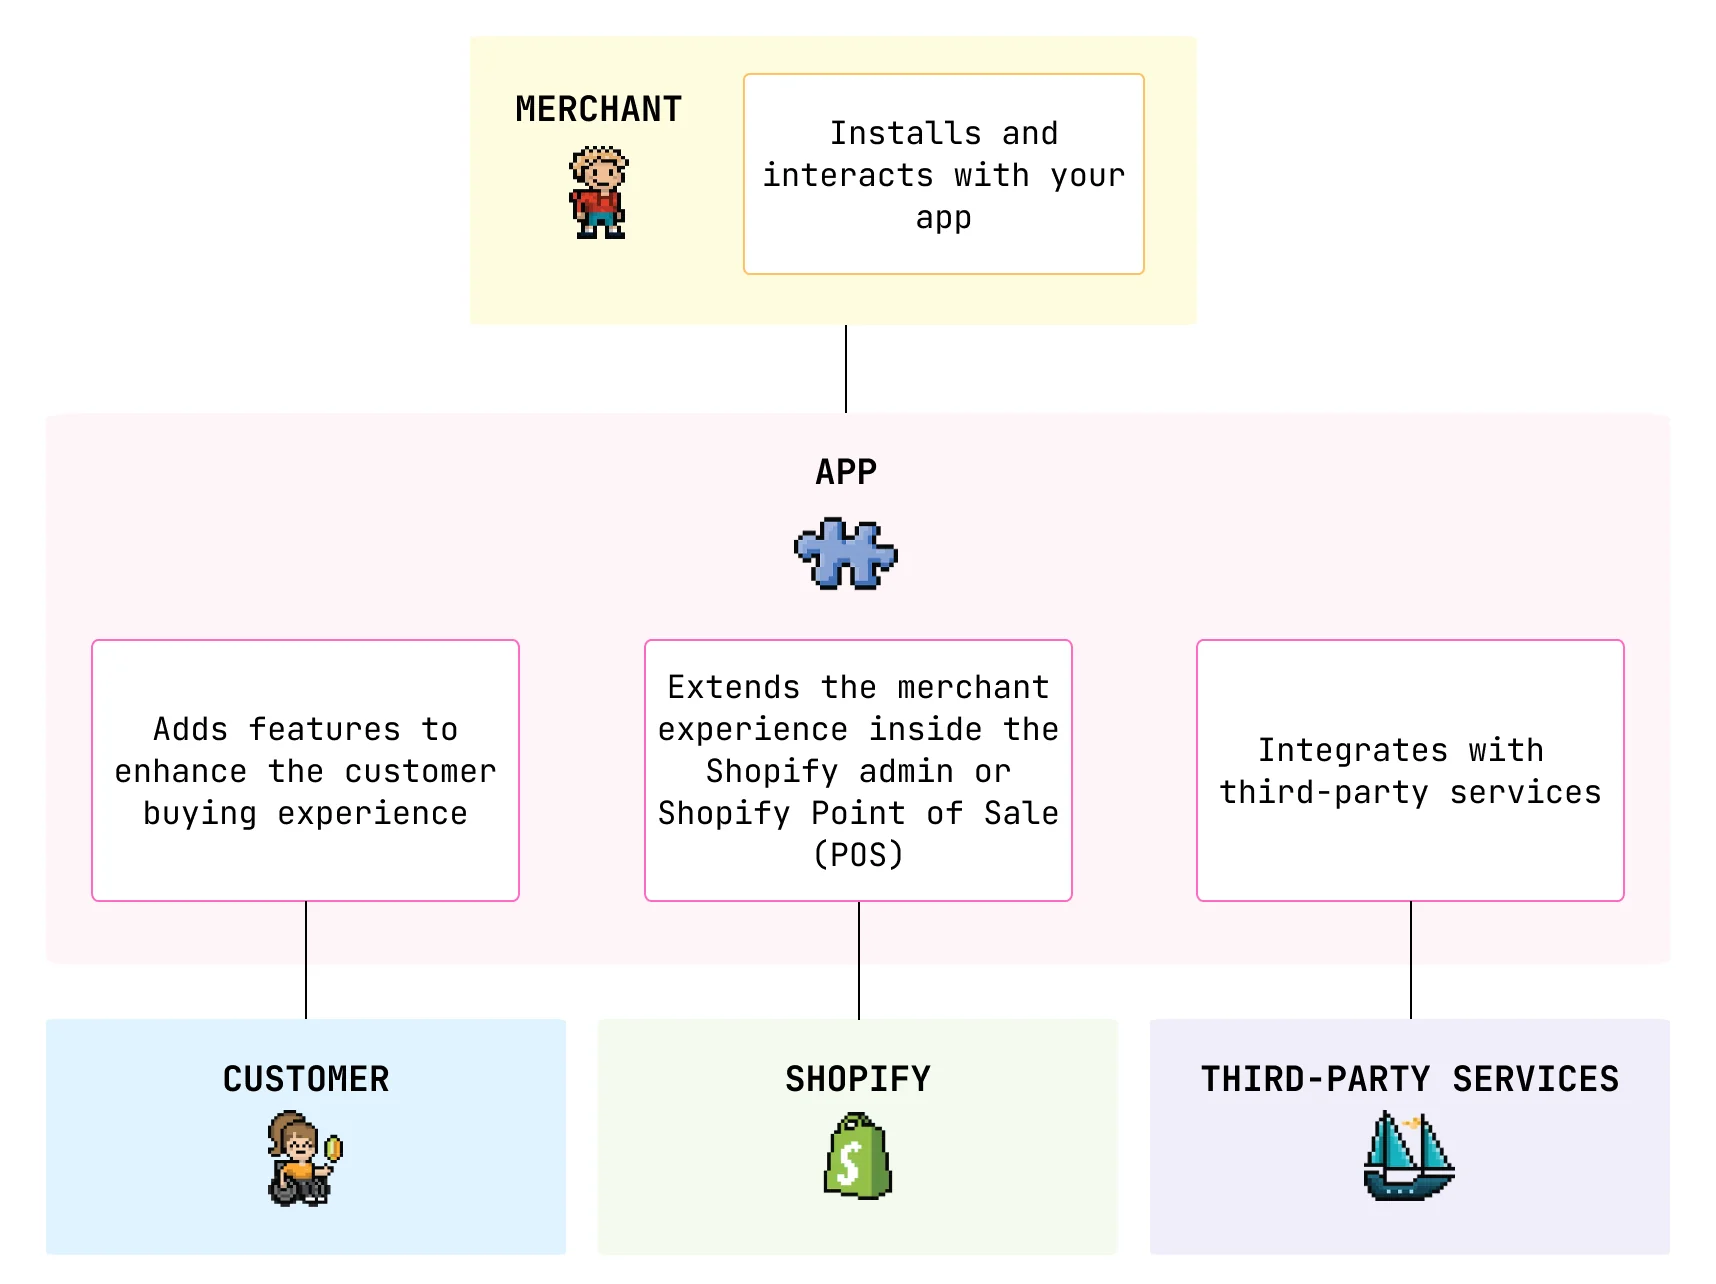 MERCHANT
Installs and
interacts with your
app
APP
Adds features to
enhance the customer
buying experience
Extends the merchant
experience inside the
Shopify admin or
Shopify Point of Sale
(POS)
Integrates with
third-party services
CUSTOMER
SHOPIFY
S
THIRD-PARTY SERVICES